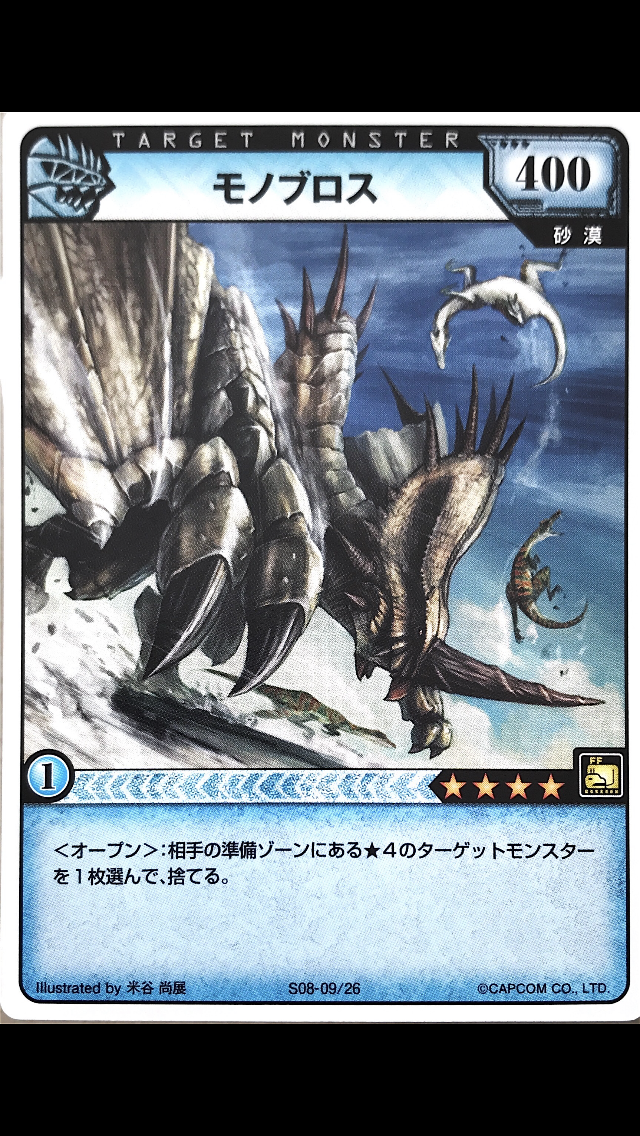 TARGET MONSTER
モノブロス
400
砂漠
FF
1
★★★★
<オープン>:相手の準備ゾーンにある★4のターゲットモンスター
を1枚選んで、捨てる。
Illustrated by 米谷 尚展
S08-09/26
©CAPCOM CO., LTD.